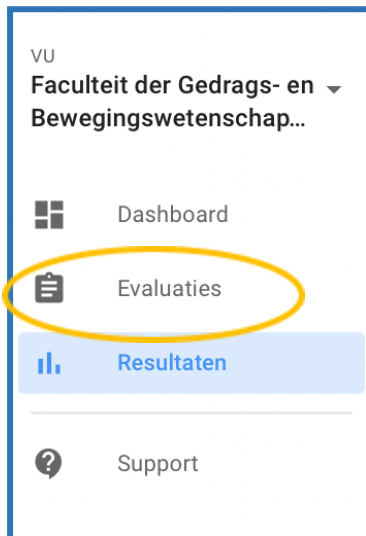 VU
Faculteit der Gedrags- en
Bewegingswetenschap...
Dashboard
Evaluaties
Resultaten
Support